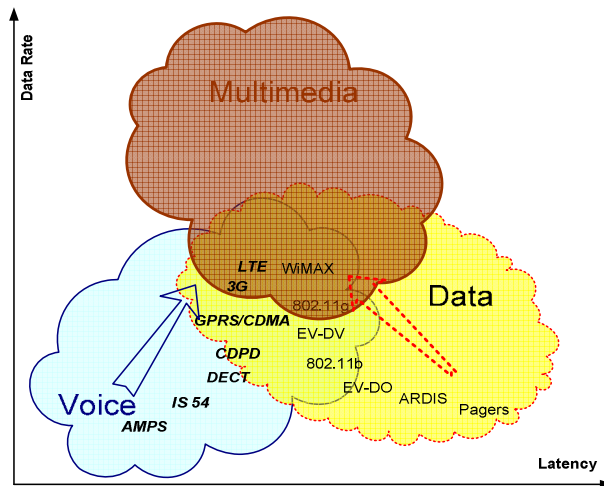 Data Rate
Multimedia
LTE WiMAX
3G
802.11g
Data
GPRS/CDMA
EV-DV
CDPD
802.11b
DECT
EV-DO
IS 54
ARDIS
Voice
Pagers
AMPS
Latency